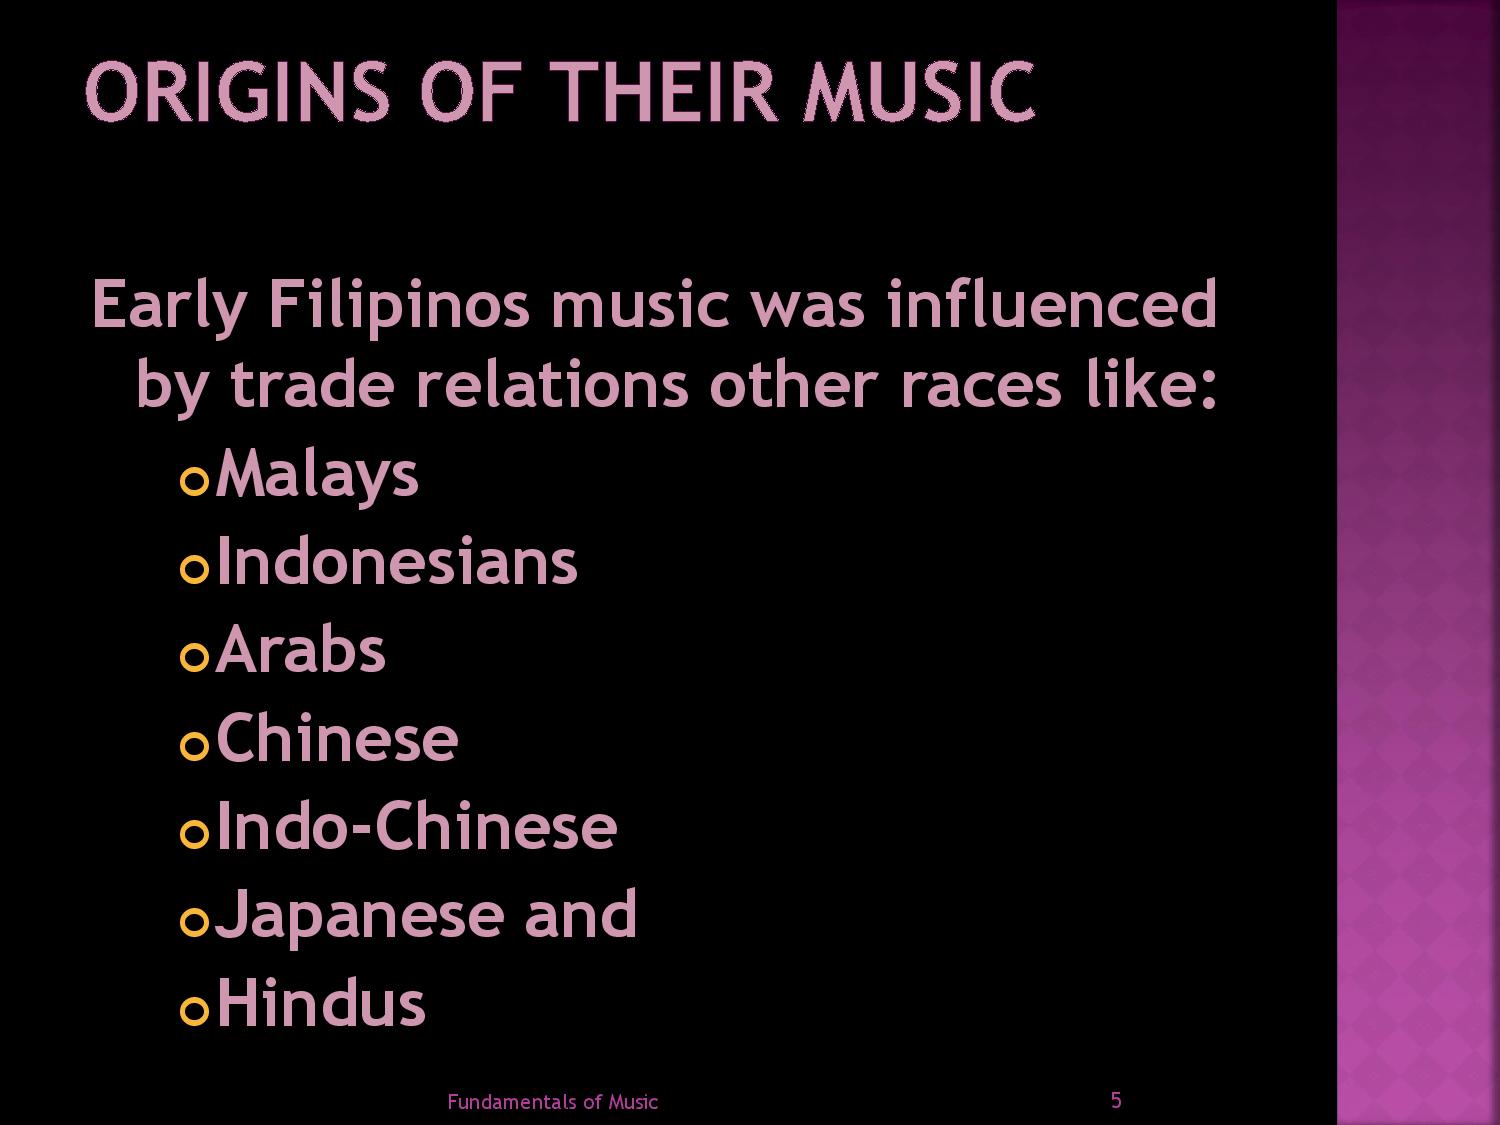 ORIGINS OF THEIR MUSIC
Early Filipinos music was influenced
by trade relations other races like:
Malays
Indonesians
Arabs
Chinese
Indo-Chinese
Japanese and
Hindus
Fundamentals of Music
5